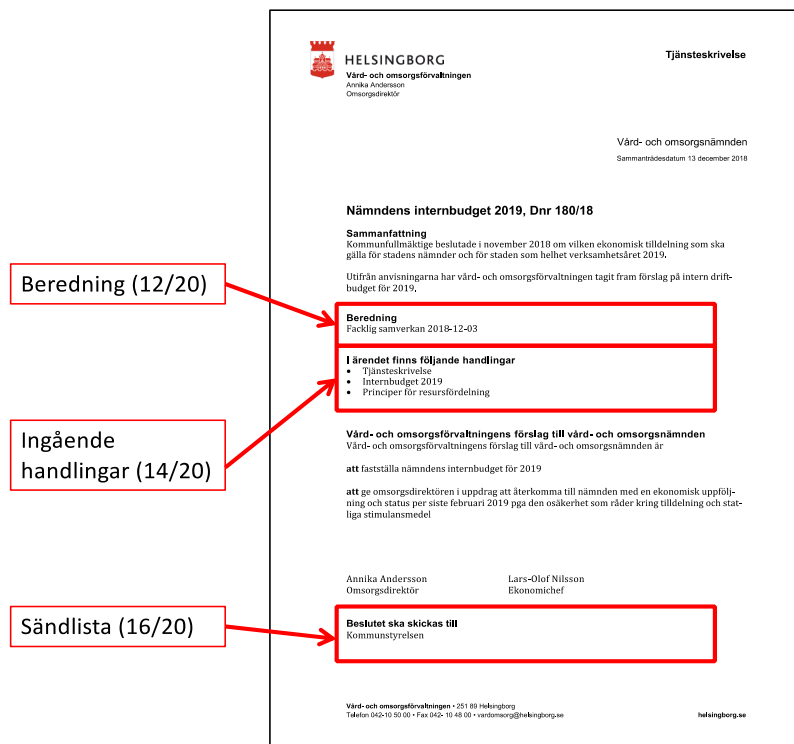 HELSINGBORG
Vård- och omsorgsförvaltningen
Annika Andersson
Omsorgsdirektör
Tjänsteskrivelse
Vård- och omsorgsnämnden
Sammanträdesdatum 13 december 2018
Nämndens internbudget 2019, Dnr 180/18
Sammanfattning
Kommunfullmäktige beslutade i november 2018 om vilken ekonomisk tilldelning som ska
gälla för stadens nämnder och för staden som helhet verksamhetsåret 2019.
Utifrån anvisningarna har vård- och omsorgsförvaltningen tagit fram förslag på intern drift-
budget för 2019.
Beredning (12/20)
Beredning
Facklig samverkan 2018-12-03
I ärendet finns följande handlingar
• Tjänsteskrivelse
• Internbudget 2019
• Principer för resursfördelning
Ingående
handlingar (14/20)
Vård- och omsorgsförvaltningens förslag till vård- och omsorgsnämnden
Vård- och omsorgsförvaltningens förslag till vård- och omsorgsnämnden är
att fastställa nämndens internbudget för 2019
att ge omsorgsdirektören i uppdrag att återkomma till nämnden med en ekonomisk uppfölj-
ning och status per siste februari 2019 pga den osäkerhet som råder kring tilldelning och stat-
liga stimulansmedel
Annika Andersson Lars-Olof Nilsson
Omsorgsdirektör Ekonomichef
Sändlista (16/20)
Beslutet ska skickas till
Kommunstyrelsen
Vård- och omsorgsförvaltningen • 251 89 Helsingborg
Telefon 042-10 50 00 • Fax 042- 10 48 00 • vardomsorg@helsingborg.se
helsingborg.se